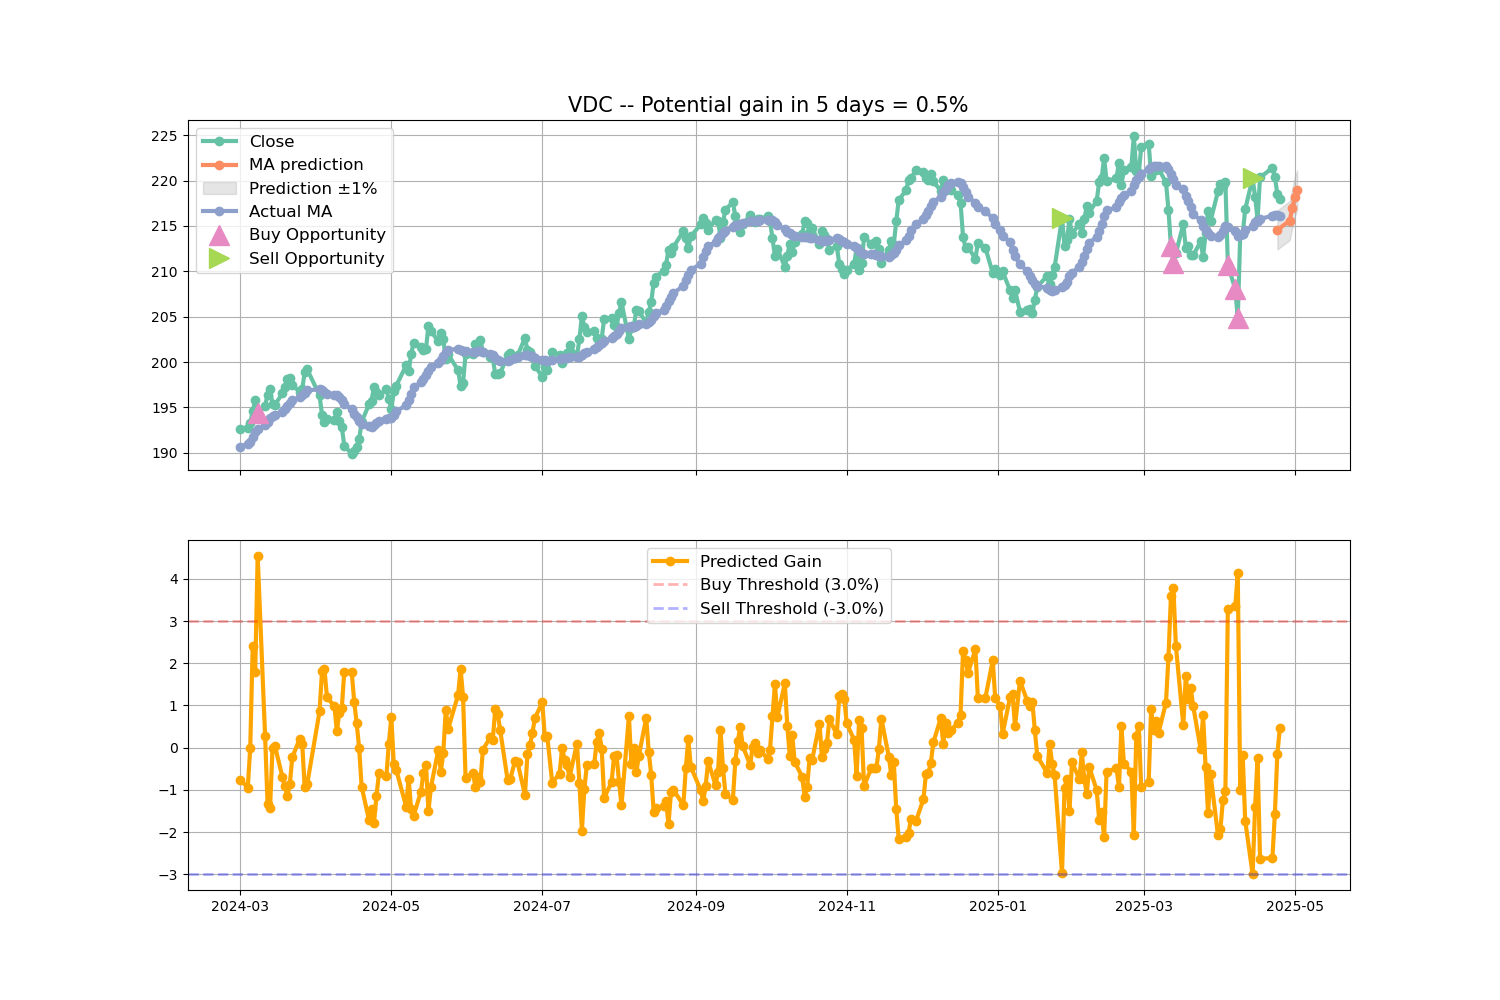 VDC -- Potential gain in 5 days = 0.5%
225
220
215
210
205
200
195
190
Close
MA prediction
Prediction ±1%
Actual MA
Buy Opportunity
Sell Opportunity
4
3
2
1
0
−1
−2
−3
Predicted Gain
Buy Threshold (3.0%)
Sell Threshold (-3.0%)
2024-03 2024-05 2024-07 2024-09 2024-11 2025-01 2025-03 2025-05